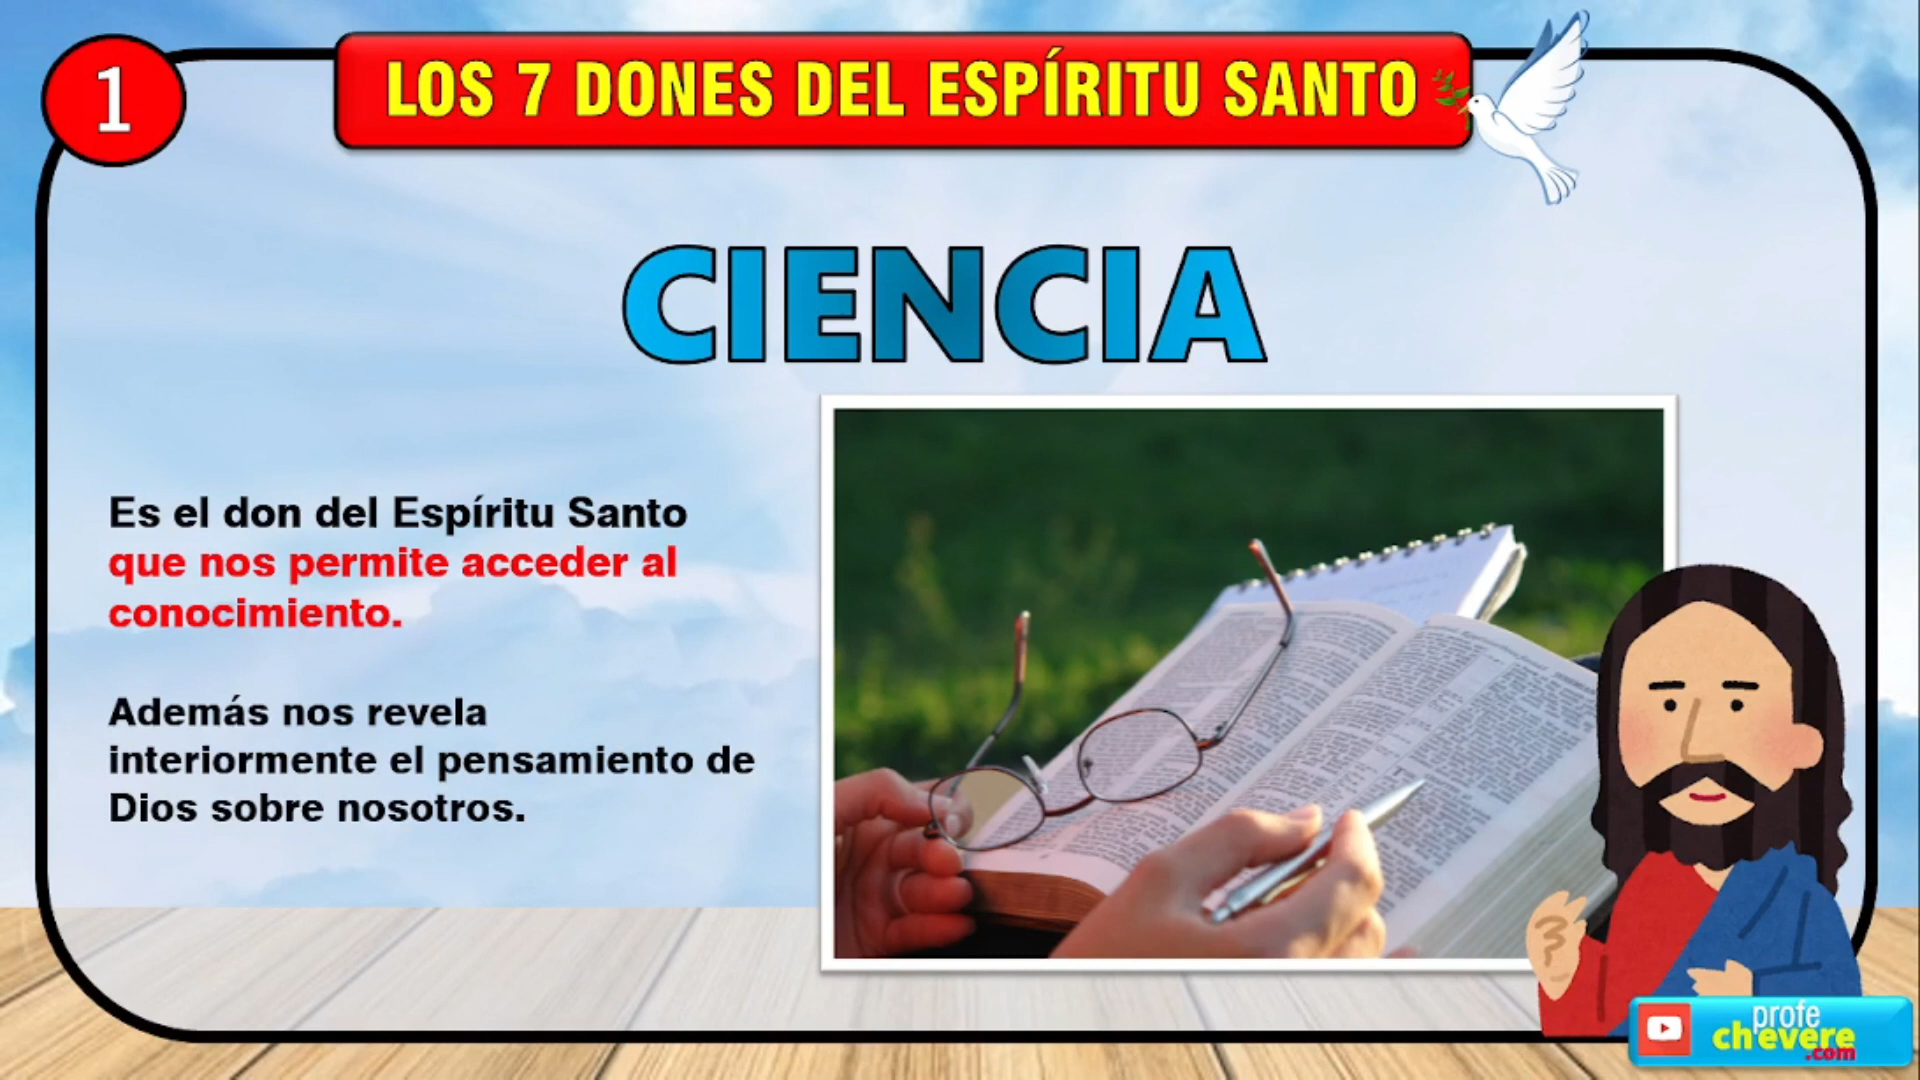 1
LOS 7 DONES DEL ESPÍRITU SANTO
CIENCIA
Es el don del Espíritu Santo
que nos permite acceder al
conocimiento.
Además nos revela
interiormente el pensamiento de
Dios sobre nosotros.
profe
chévere
.com